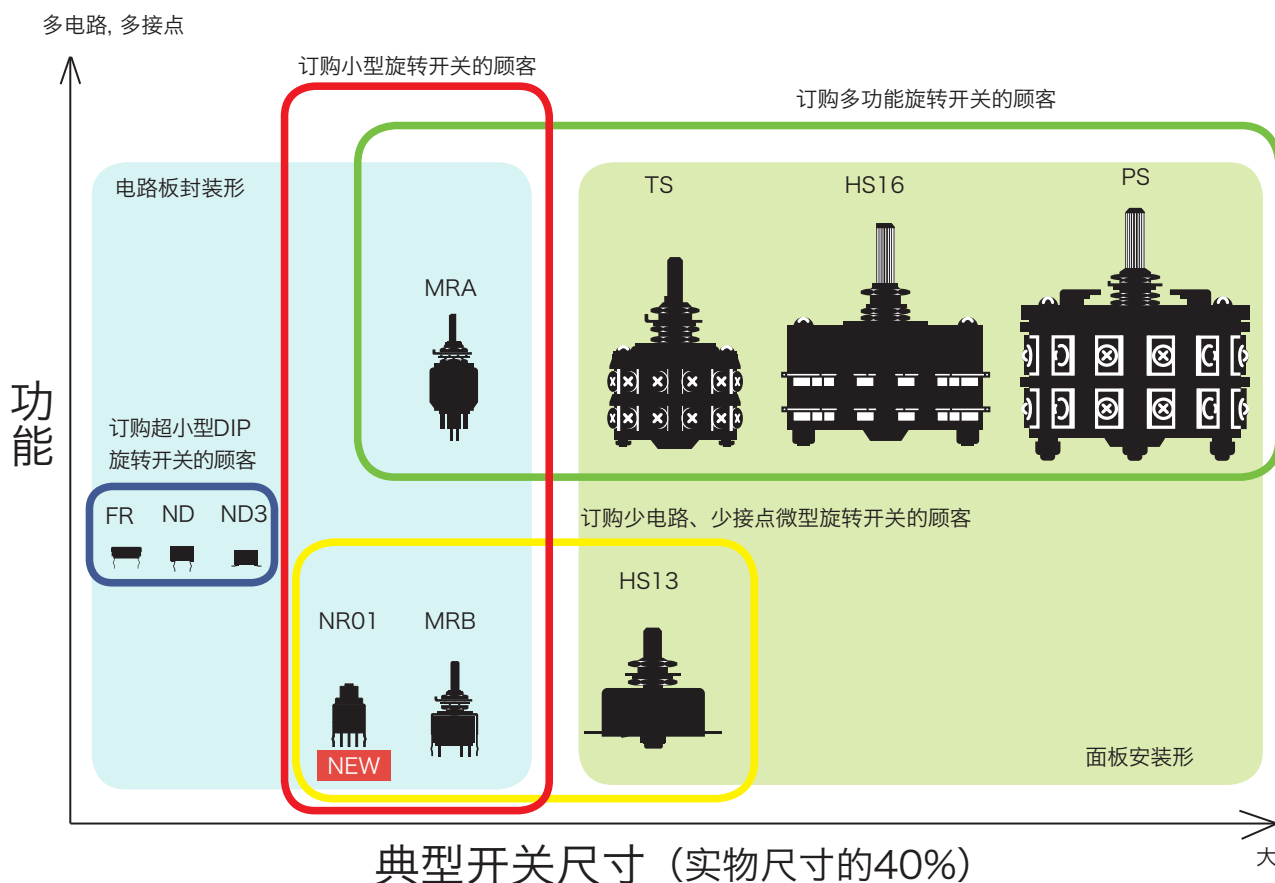 多电路, 多接点
订购小型旋转开关的顾客
订购多功能旋转开关的顾客
电路板封装形
TS
HS16
PS
MRA
功能
订购超小型DIP
旋转开关的顾客
FR
ND
ND3
订购少电路、少接点微型旋转开关的顾客
HS13
NR01
MRB
NEW
面板安装形
典型开关尺寸（实物尺寸的40%）
大